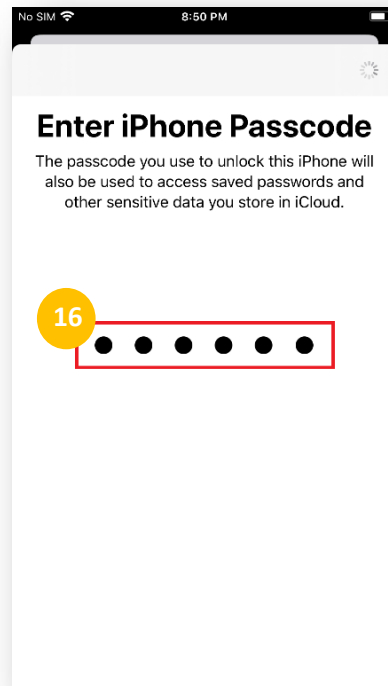 No SIM 8:50 PM
Enter iPhone Passcode
The passcode you use to unlock this iPhone will
also be used to access saved passwords and
other sensitive data you store in iCloud.
16